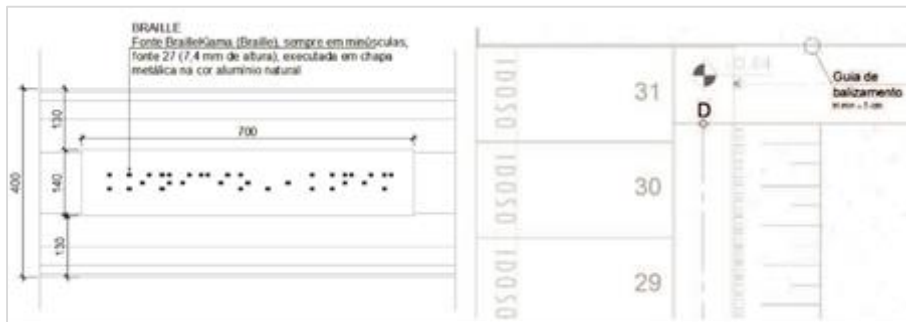 BRAILLE
Fonte BrailleKiama (Braille), sempre em minúsculas,
fonte 27 (7,4 mm de altura), executada em chapa
metálica na cor alumínio natural
700
400
130
140
130
IDOSO
31
IDOSO
30
IDOSO
29
D
Guia de
balizamento